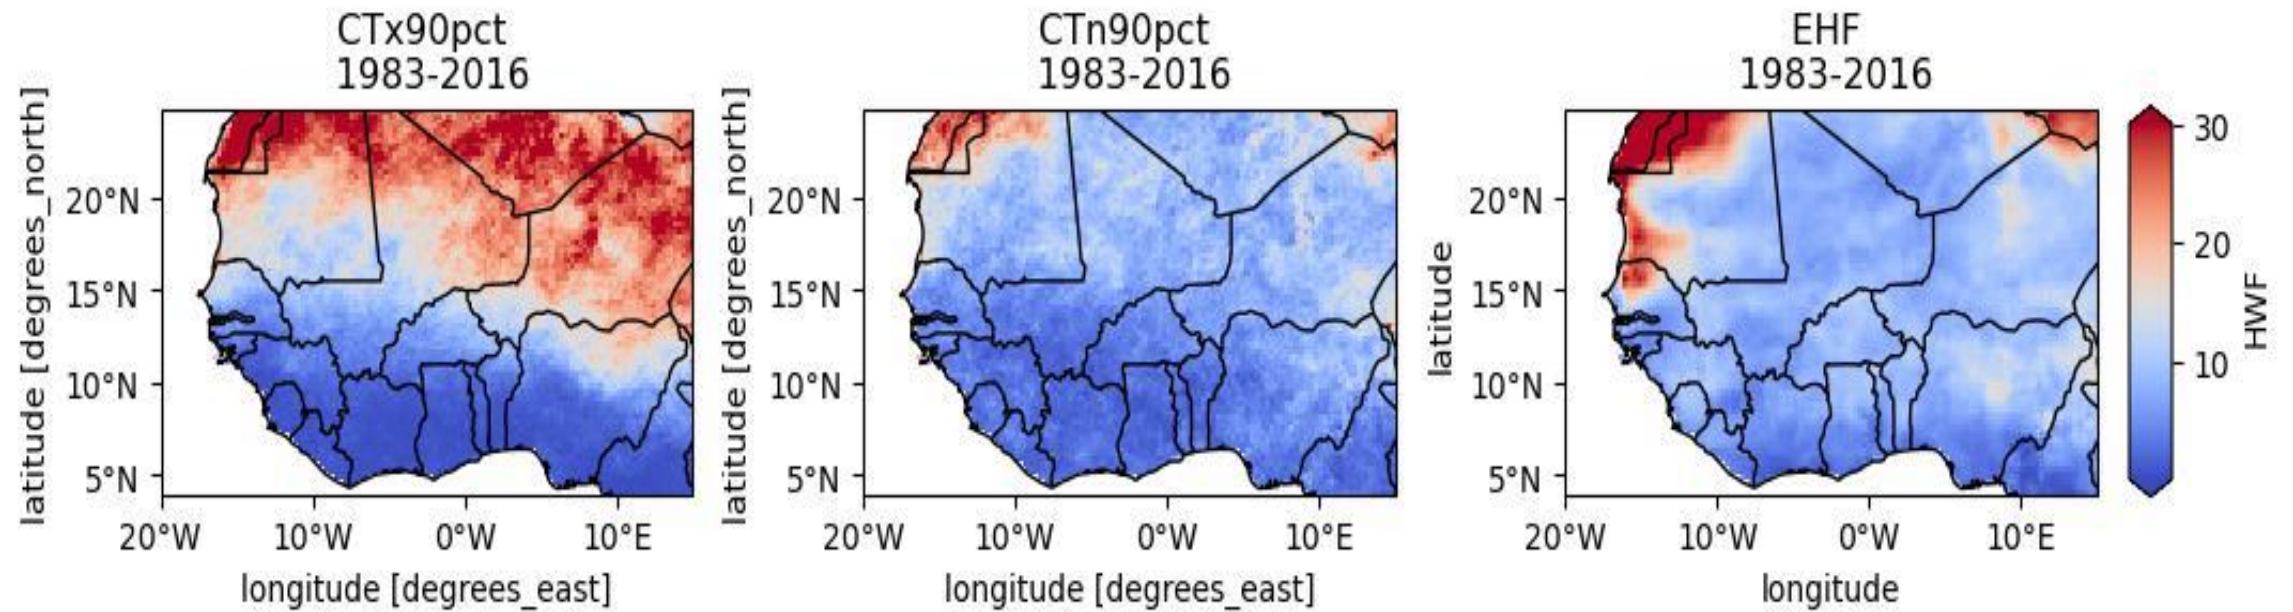 CTx90pct
1983-2016
latitude [degrees_north]
20°N
15°N
10°N
5°N
20°W
10°W
0°W
10°E
longitude [degrees_east]
CTn90pct
1983-2016
latitude [degrees_north]
20°N
15°N
10°N
5°N
20°W
10°W
0°W
10°E
longitude [degrees_east]
EHF
1983-2016
latitude
20°N
15°N
10°N
5°N
20°W
10°W
0°W
10°E
longitude
30
20
10
HWF